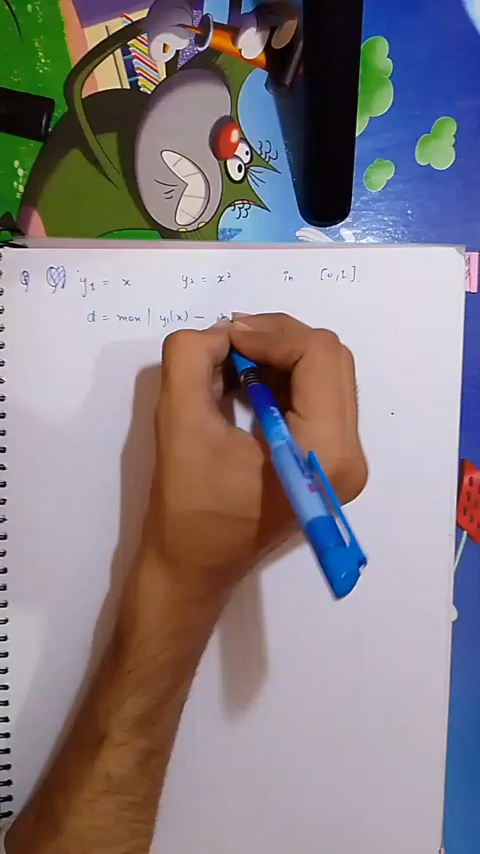 Q y₁ = x y₂ = x² in [0,1].
d = max | y₁(x) -